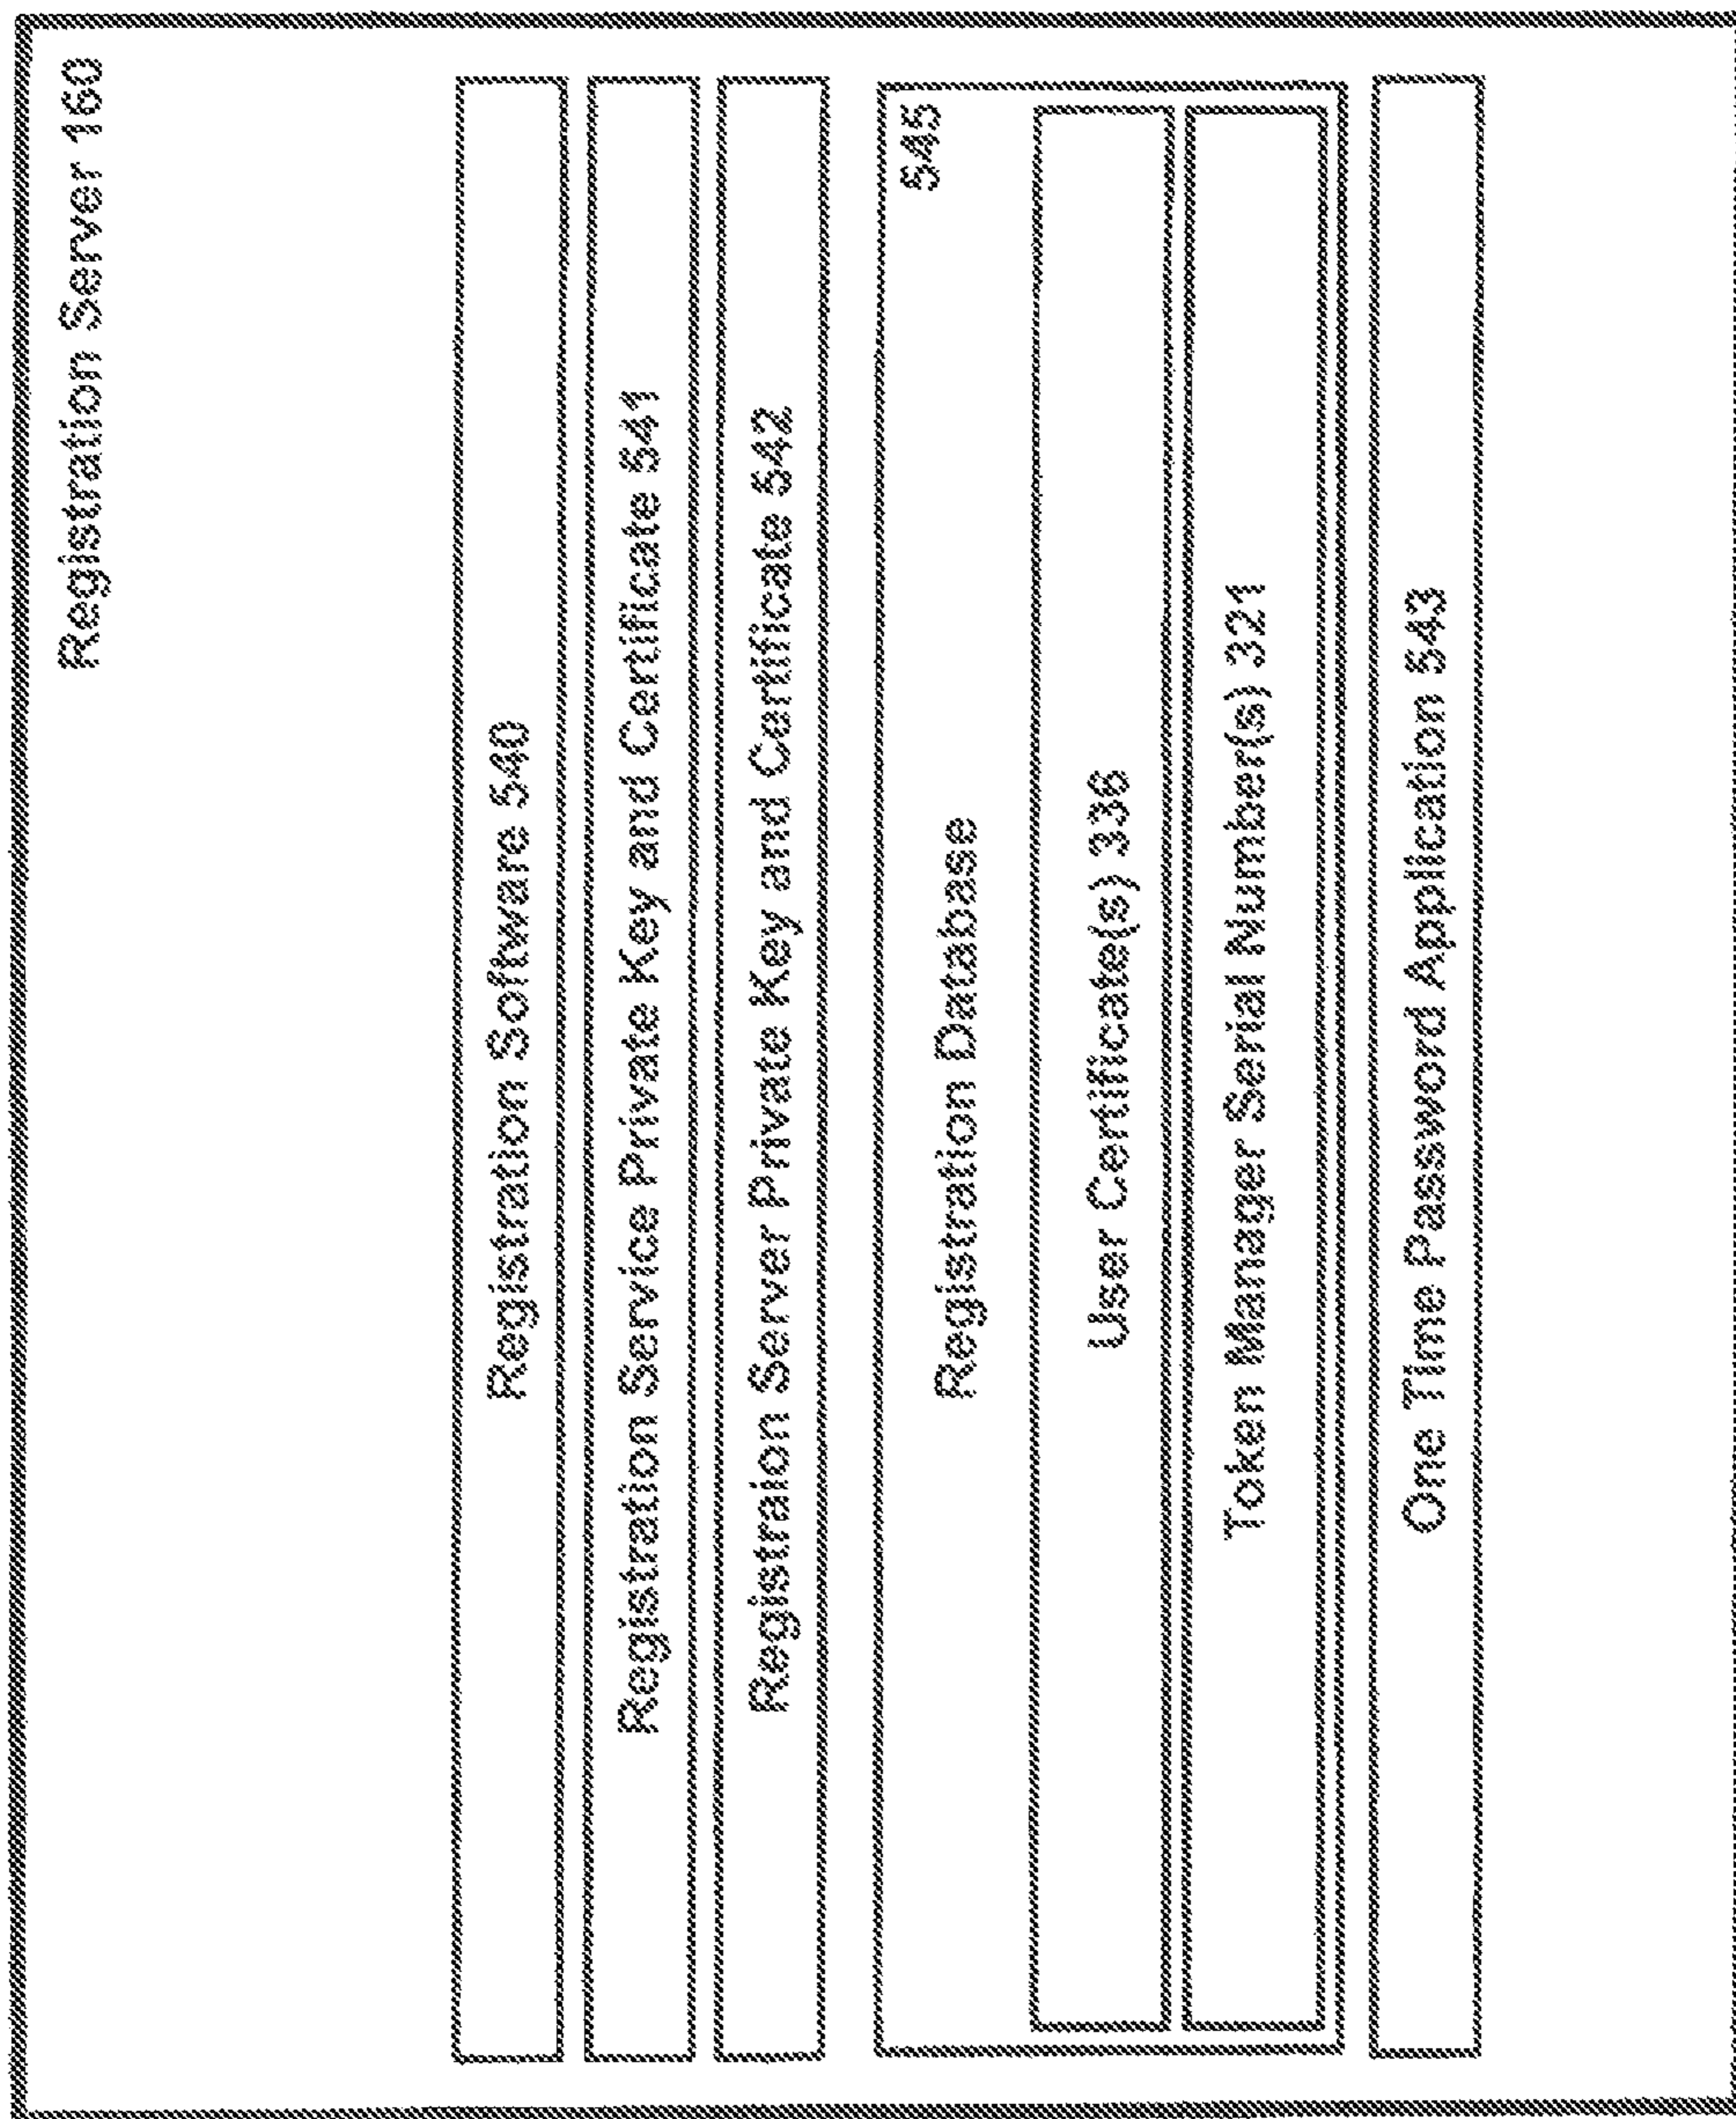 Registration Server 160
Registration Software 540
Registration Service Private Key and Certificate 541
Registraion Server Private Key and Certificate 542
545
Registration Database
User Certificate(s) 336
Token Manager Serial Number(s) 321
One Time Password Application 543